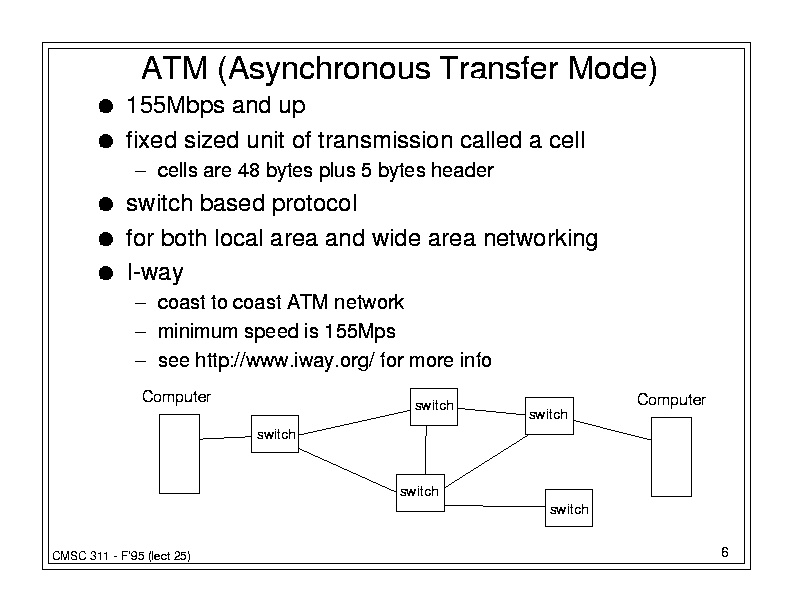 ATM (Asynchronous Transfer Mode)
● 155Mbps and up
● fixed sized unit of transmission called a cell
– cells are 48 bytes plus 5 bytes header
● switch based protocol
● for both local area and wide area networking
● I-way
– coast to coast ATM network
– minimum speed is 155Mps
– see http://www.iway.org/ for more info
Computer
switch
switch
switch
Computer
switch
switch
CMSC 311 - F'95 (lect 25)
6